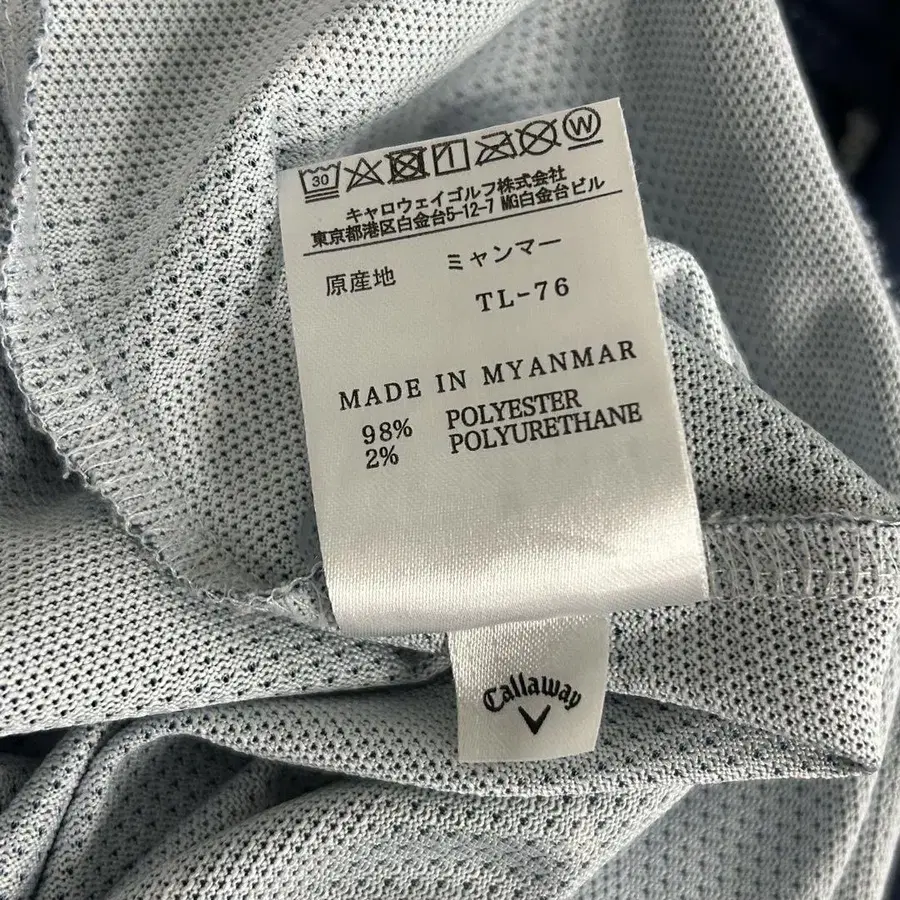 30 W
キャロウェイゴルフ株式会社
東京都港区白金台5-12-7 MG白金台ビル
原産地 ミャンマー
TL-76
MADE IN MYANMAR
98% POLYESTER
2% POLYURETHANE
Callaway